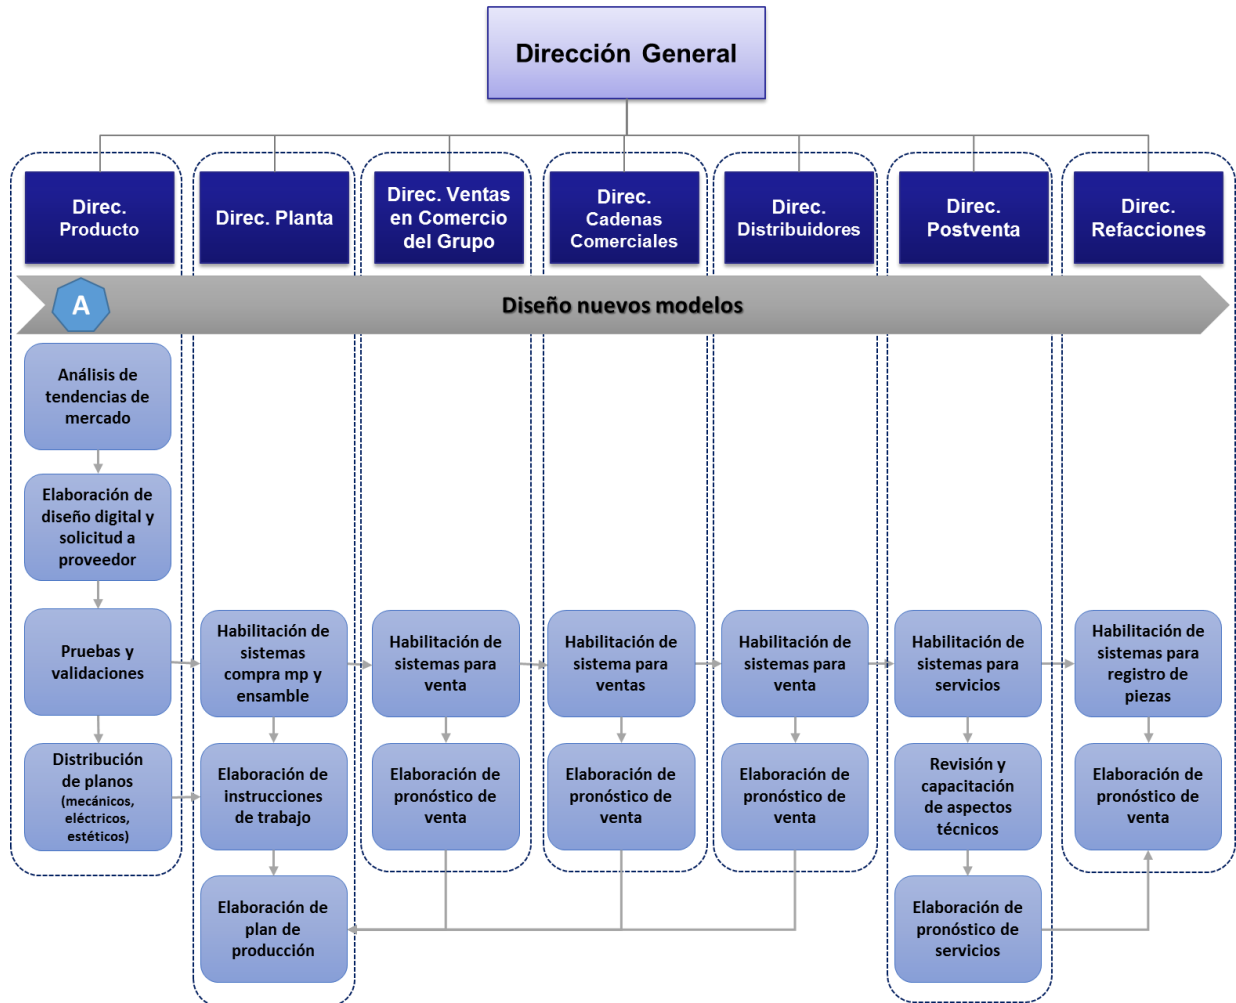 Dirección General
Direc.
Producto
Direc. Planta
Direc. Ventas
en Comercio
del Grupo
Direc.
Cadenas
Comerciales
Direc.
Distribuidores
Direc.
Postventa
Direc.
Refacciones
A
Diseño nuevos modelos
Análisis de
tendencias de
mercado
Elaboración de
diseño digital y
solicitud a
proveedor
Pruebas y
validaciones
Habilitación de
sistemas
compra mp y
ensamble
Habilitación de
sistemas para
venta
Habilitación de
sistema para
ventas
Habilitación de
sistemas para
venta
Habilitación de
sistemas para
servicios
Habilitación de
sistemas para
registro de
piezas
Distribución
de planos
(mecánicos,
eléctricos,
estéticos)
Elaboración de
instrucciones
de trabajo
Elaboración de
pronóstico de
venta
Elaboración de
pronóstico de
venta
Elaboración de
pronóstico de
venta
Revisión y
capacitación
de aspectos
técnicos
Elaboración de
pronóstico de
venta
Elaboración de
plan de
producción
Elaboración de
pronóstico de
servicios